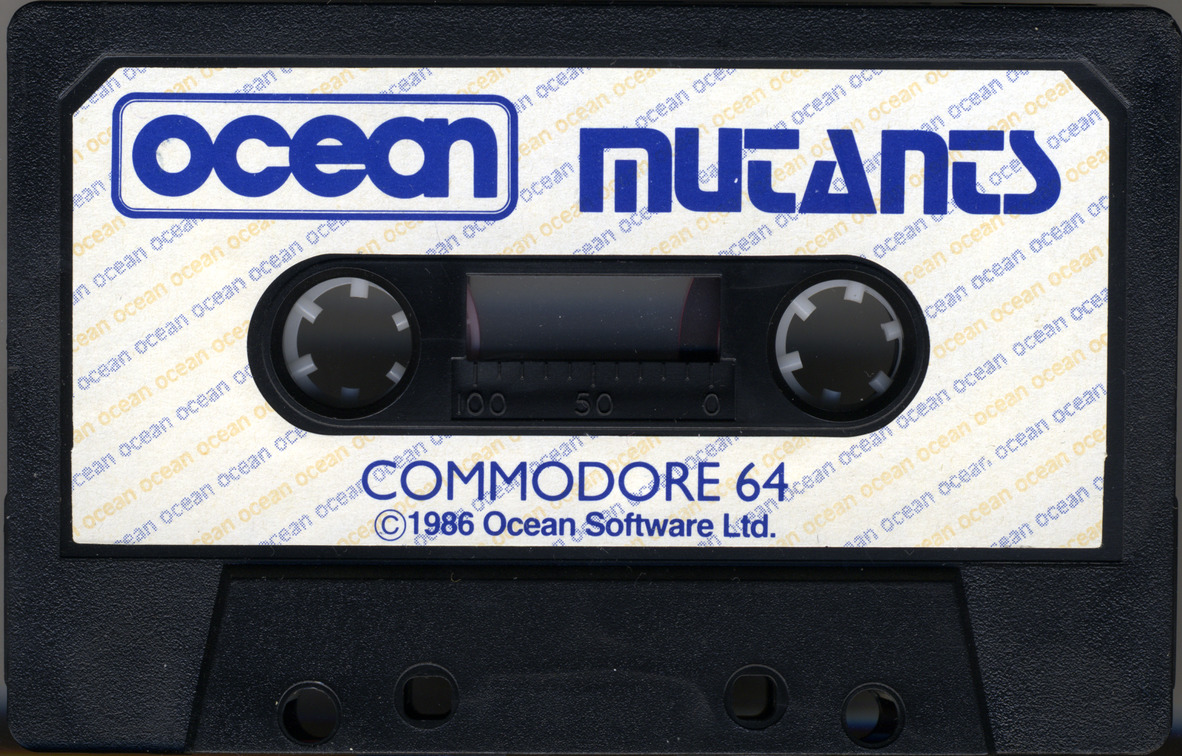 ocean mutants
100 50 0
COMMODORE 64
©1986 Ocean Software Ltd.